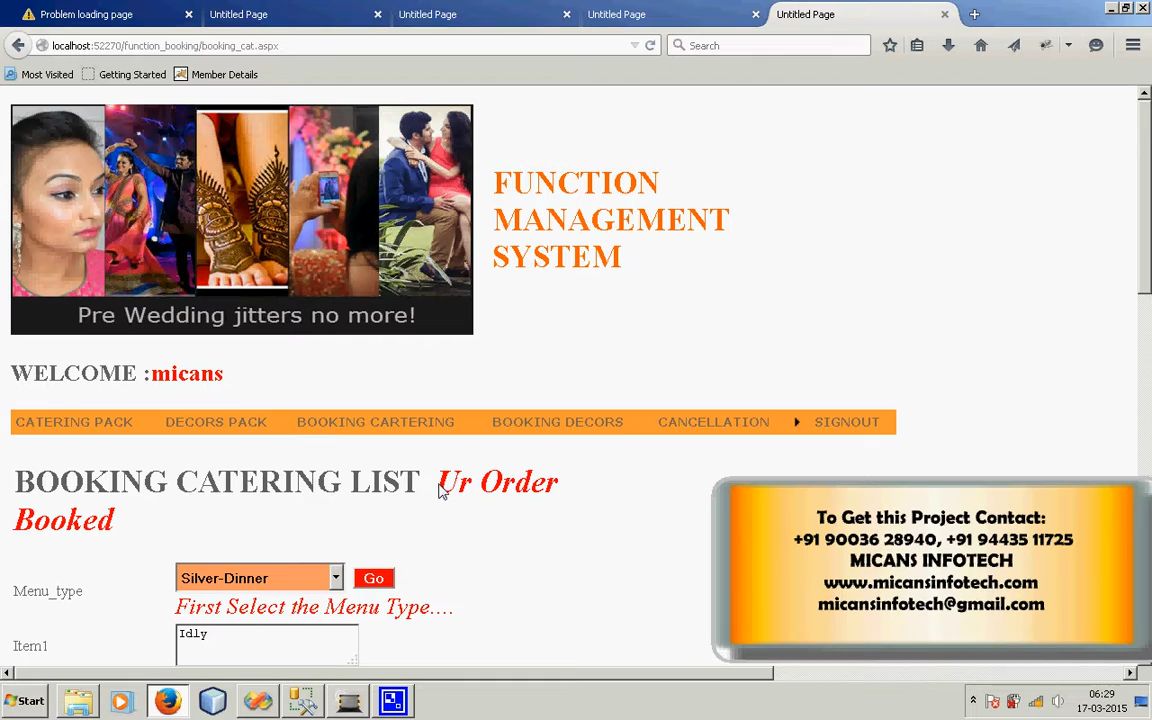 Problem loading page
Untitled Page
Untitled Page
Untitled Page
Untitled Page
localhost:52270/function_booking/booking_cat.aspx
Search
Most Visited
Getting Started
Member Details
Pre Wedding jitters no more!
FUNCTION
MANAGEMENT
SYSTEM
WELCOME :micans
CATERING PACK
DECORS PACK
BOOKING CARTERING
BOOKING DECORS
CANCELLATION
SIGNOUT
BOOKING CATERING LIST Ur Order
Booked
Menu_type
Silver-Dinner
Go
First Select the Menu Type....
Item1
Idly
To Get this Project Contact:
+91 90036 28940, +91 94435 11725
MICANS INFOTECH
www.micansinfotech.com
micansinfotech@gmail.com
Start
06:29
17-03-2015